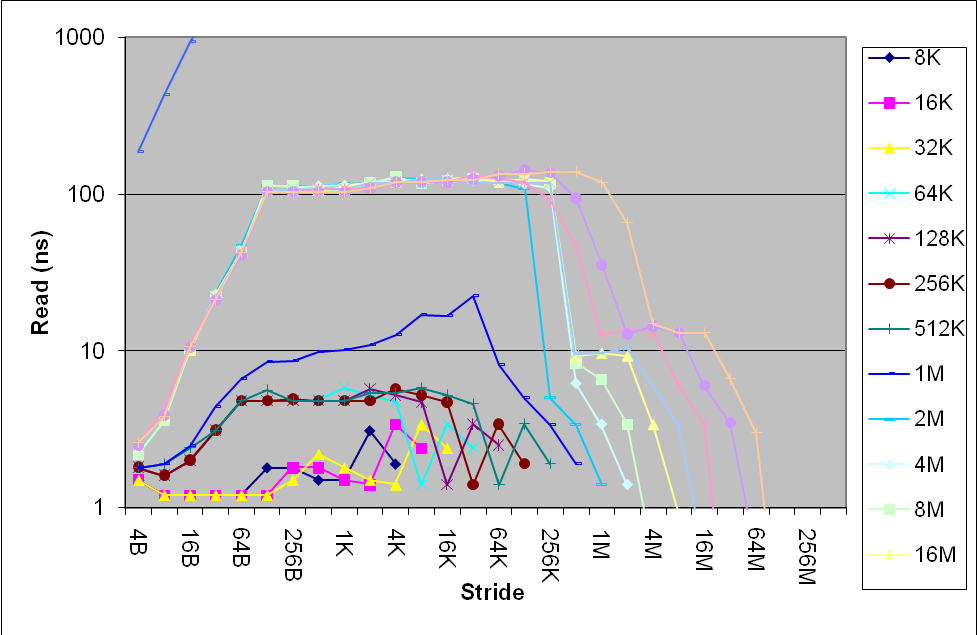 1000
100
10
1
Read (ns)
4B
16B
64B
256B
1K
4K
16K
64K
256K
1M
4M
16M
64M
256M
Stride
8K
16K
32K
64K
128K
256K
512K
1M
2M
4M
8M
16M